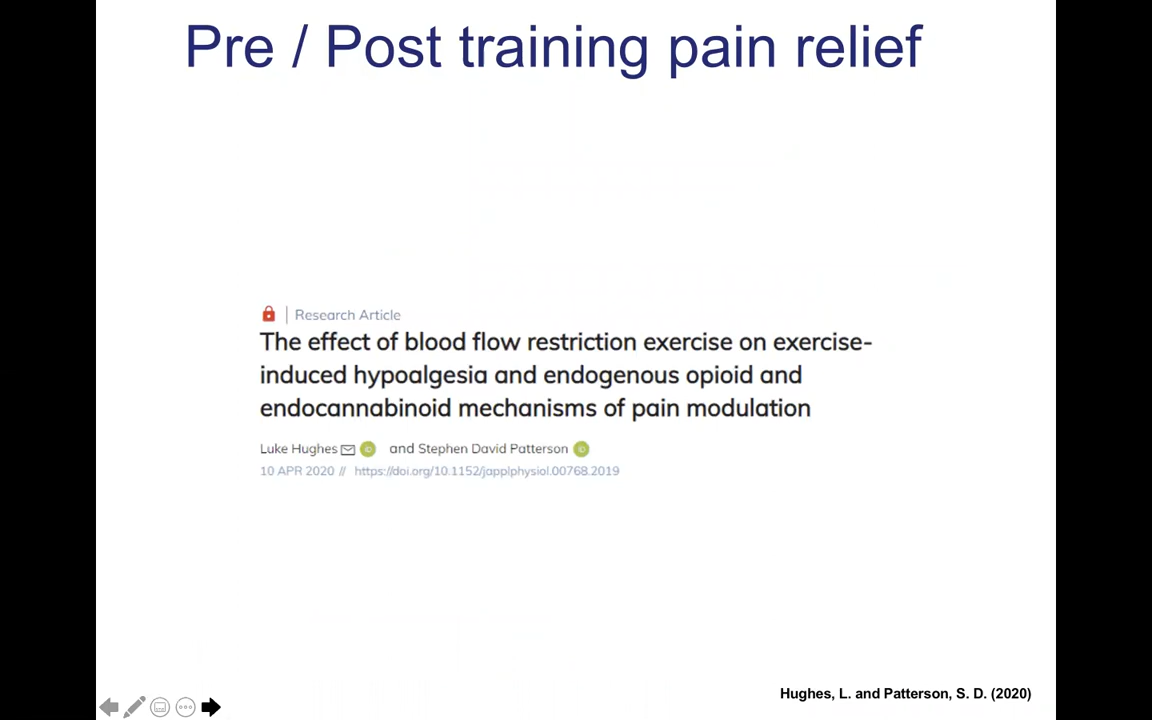 Pre / Post training pain relief
Research Article
The effect of blood flow restriction exercise on exercise-
induced hypoalgesia and endogenous opioid and
endocannabinoid mechanisms of pain modulation
Luke Hughes and Stephen David Patterson
10 APR 2020 // https://doi.org/10.1152/japplphysiol.00768.2019
Hughes, L. and Patterson, S. D. (2020)